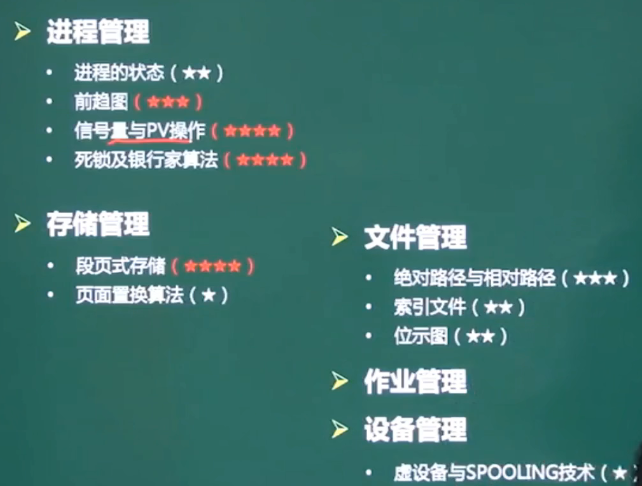 进程管理
进程的状态（★★）
前趋图（★★★）
信号量与PV操作（★★★★）
死锁及银行家算法（★★★★）
存储管理
段页式存储（★★★★）
页面置换算法（★）
文件管理
绝对路径与相对路径（★★★）
索引文件（★★）
位示图（★★）
作业管理
设备管理
虚设备与SPOOLING技术（★）